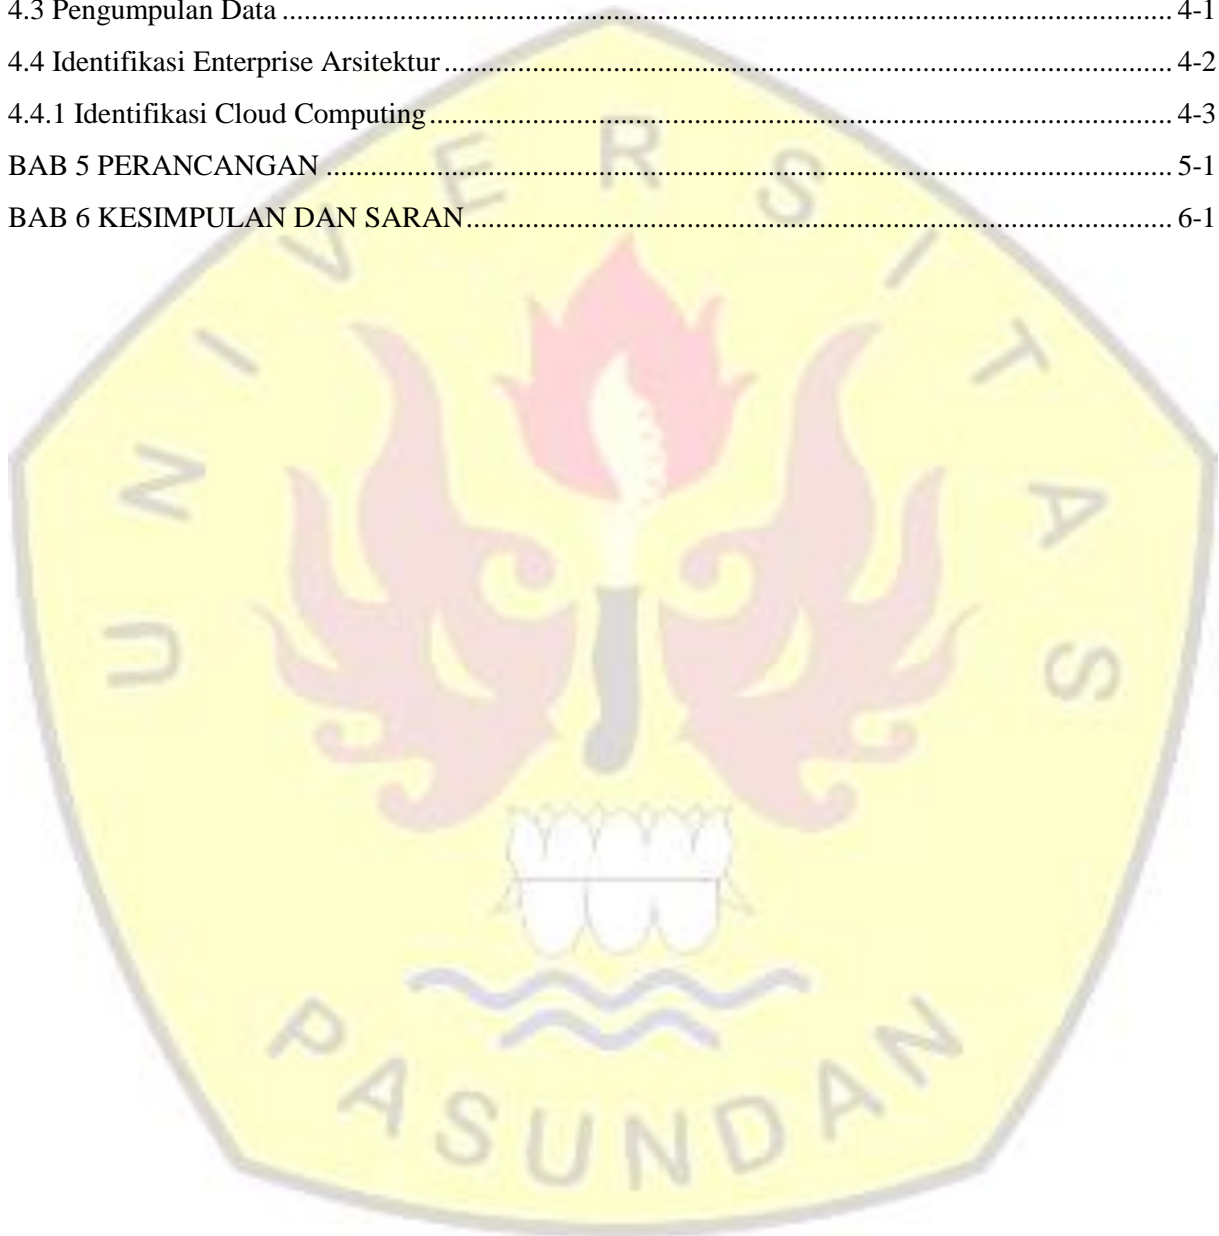 4.3 Pengumpulan Data ........................................................................................................................ 4-1
4.4 Identifikasi Enterprise Arsitektur ................................................................................................. 4-2
4.4.1 Identifikasi Cloud Computing ................................................................................................... 4-3
BAB 5 PERANCANGAN ................................................................................................................. 5-1
BAB 6 KESIMPULAN DAN SARAN .............................................................................................. 6-1
UNIVERSITAS
PASUNDAN